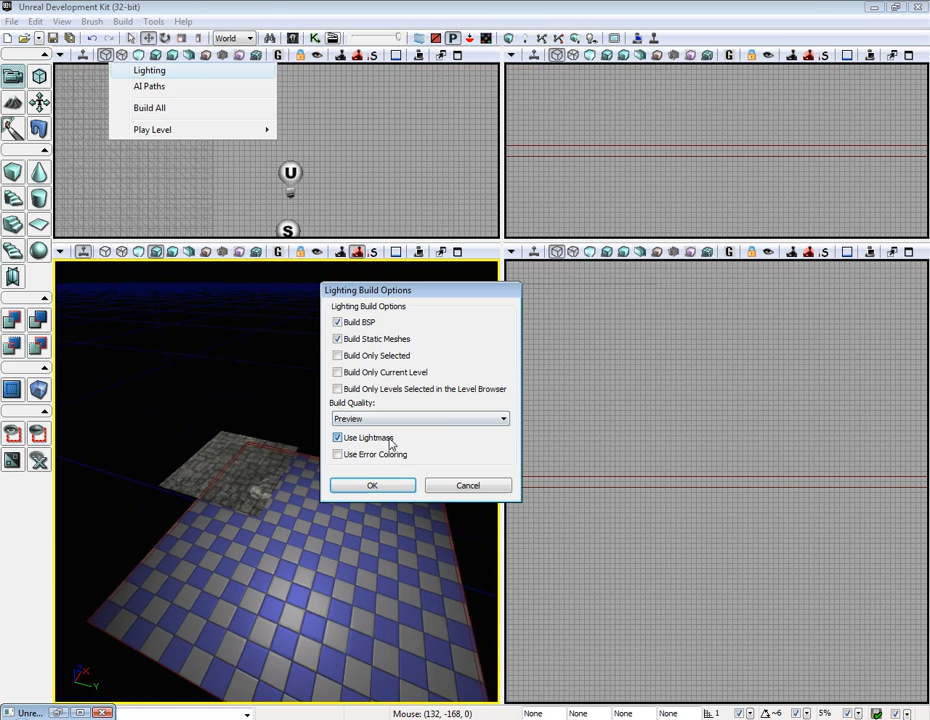 Unreal Development Kit (32-bit)
File Edit View Brush Build Tools Help
World
Lighting
AI Paths
Build All
Play Level
U
S
Lighting Build Options
Lighting Build Options
Build BSP
Build Static Meshes
Build Only Selected
Build Only Current Level
Build Only Levels Selected in the Level Browser
Build Quality:
Preview
Use Lightmass
Use Error Coloring
OK Cancel
Z X
Y
Unre...
Mouse: (132, -168, 0) None None None None 1 ~6 5%